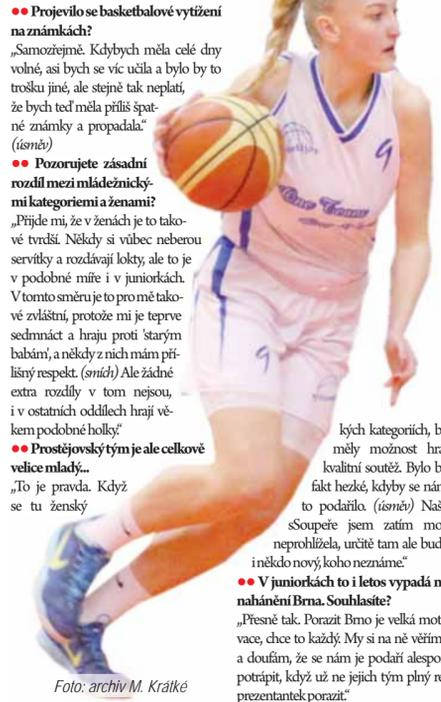 ●● Projevilo se basketbalové vytížení
na známkách?
„Samozřejmě. Kdybych měla celé dny
volné, asi bych se víc učila a bylo by to
trošku jiné, ale stejně tak neplatí,
že bych teď měla příliš špat-
né známky a propadala.“
(úsměv)
●● Pozorujete zásadní
rozdíl mezi mládežnický-
mi kategoriemi a ženami?
„Přijde mi, že v ženách je to tako-
vé tvrdší. Někdy si vůbec neberou
servítky a rozdávají lokty, ale to je
v podobné míře i v juniorkách.
V tomto směru je to pro mě tako-
vé zvláštní, protože mi je teprve
sedmnáct a hraju proti 'starým
babám', a někdy z nich mám pří-
lišný respekt. (smích) Ale žádné
extra rozdíly v tom nejsou,
i v ostatních oddílech hrají vě-
kem podobné holky.“
●● Prostějovský tým je ale celkově
velice mladý...
„To je pravda. Když
se tu ženský
Foto: archiv M. Krátké
kých kategoriích, b
měly možnost hra
kvalitní soutěž. Bylo b
fakt hezké, kdyby se nám
to podařilo. (úsměv) Naš
sSoupeře jsem zatím moc
neprohlížela, určitě tam ale bud
i někdo nový, koho neznáme.“
●● V juniorkách to i letos vypadá n
nahánění Brna. Souhlasíte?
„Přesně tak. Porazit Brno je velká mot
vace, chce to každý. My si na ně věřím
a doufám, že se nám je podaří alespo
potrápit, když už ne jejich tým plný re
prezentantek porazit.“
One Team
9
9